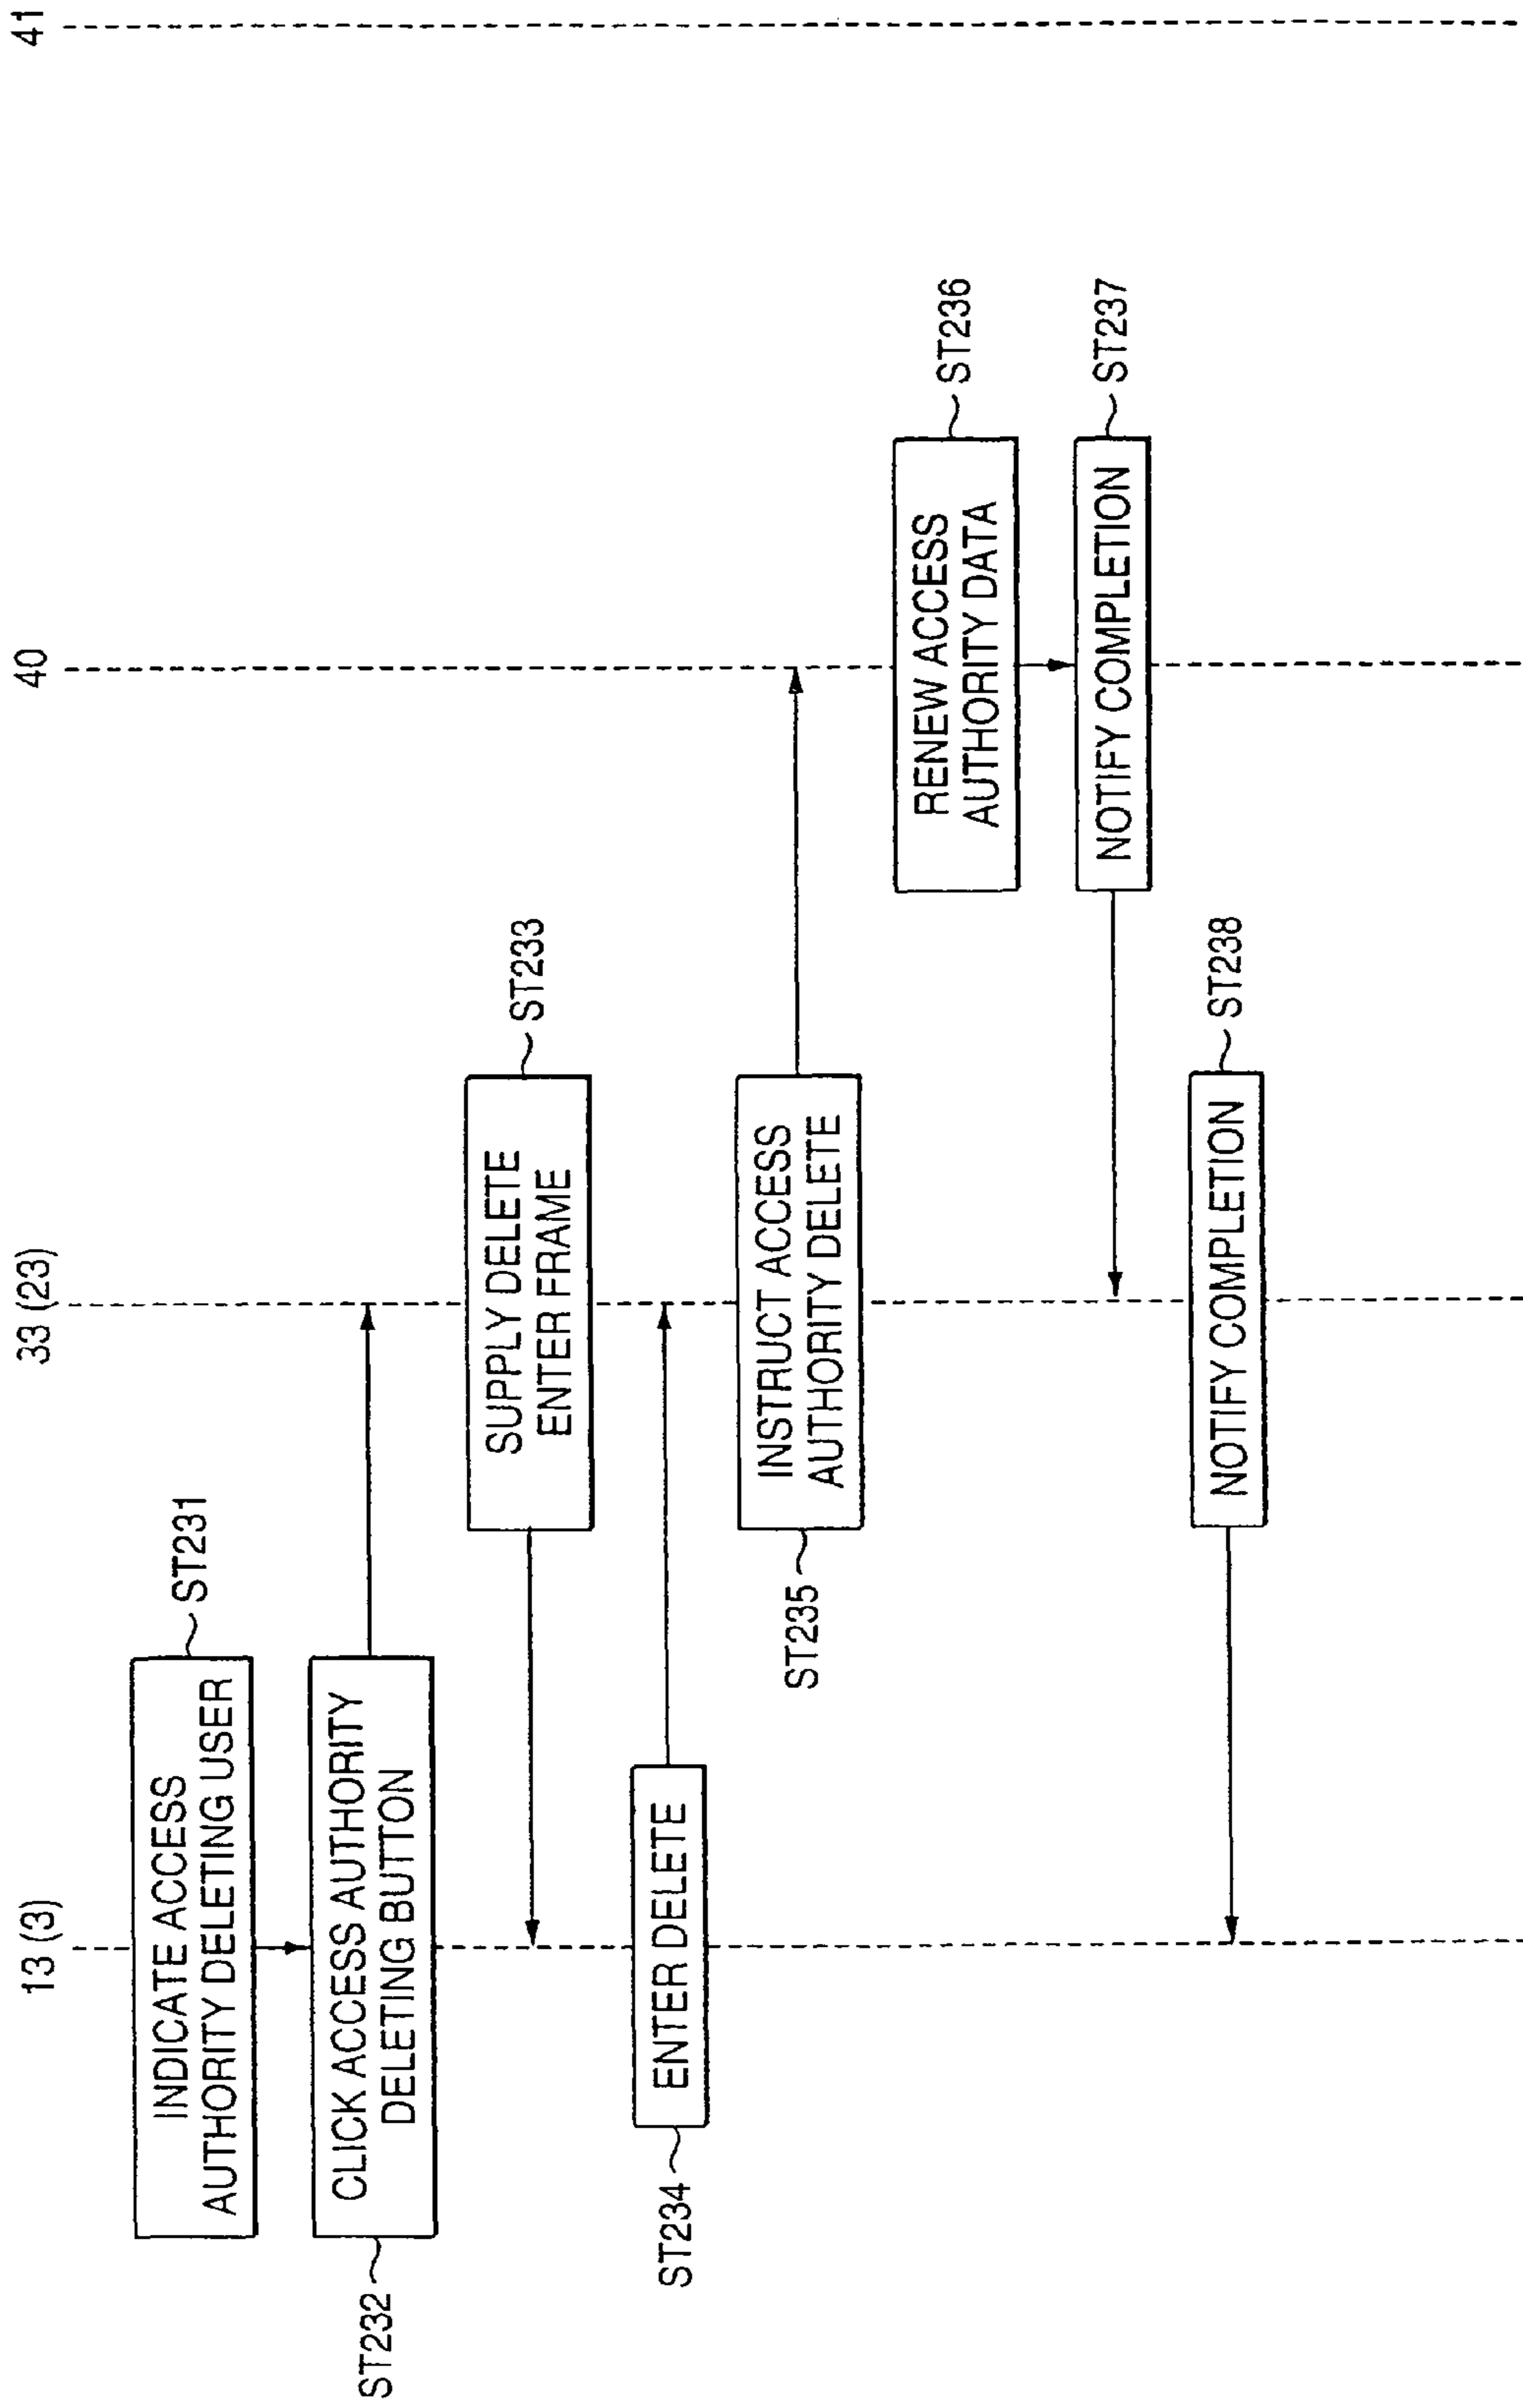 13 (3)
33 (23)
40
41
INDICATE ACCESS
AUTHORITY DELETING USER
ST231
CLICK ACCESS AUTHORITY
DELETING BUTTON
ST232
SUPPLY DELETE
ENTER FRAME
ST233
ENTER DELETE
ST234
INSTRUCT ACCESS
AUTHORITY DELETE
ST235
RENEW ACCESS
AUTHORITY DATA
ST236
NOTIFY COMPLETION
ST237
NOTIFY COMPLETION
ST238